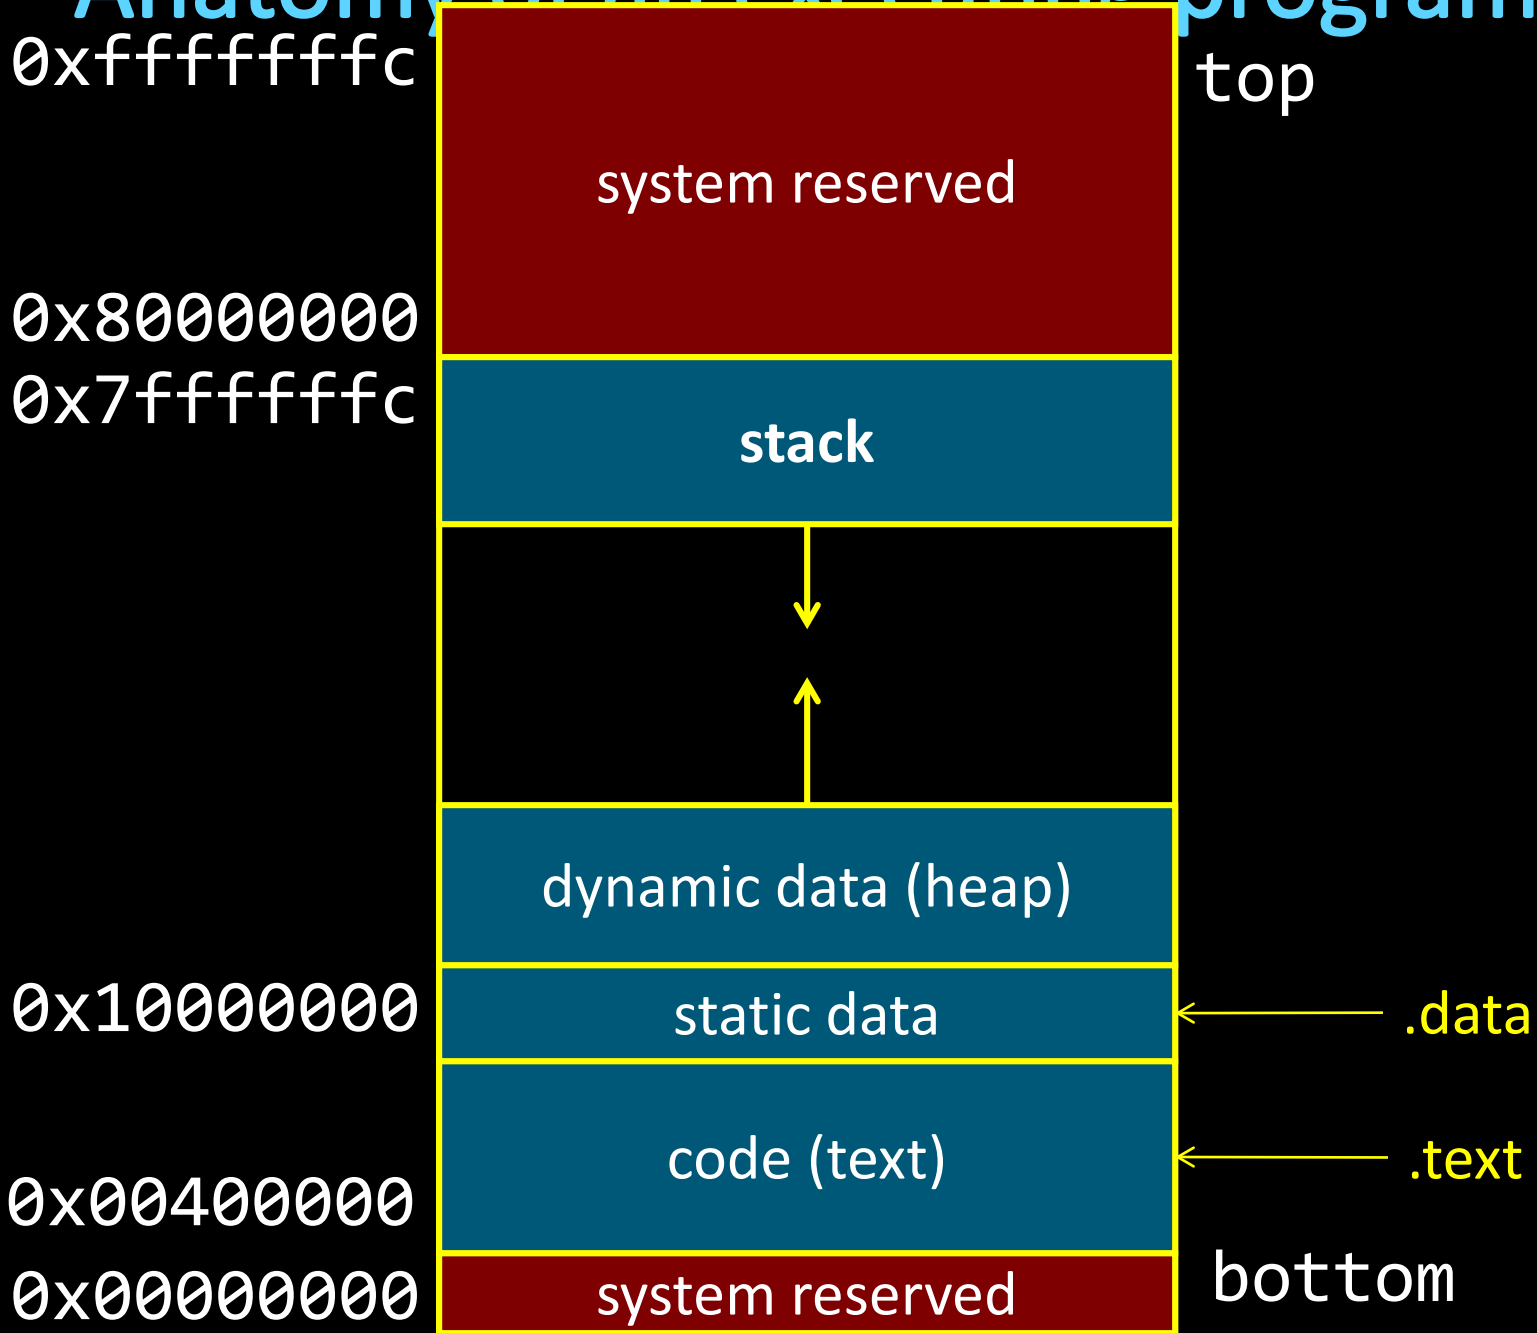 program
0xfffffffc
top
system reserved
0x80000000
0x7ffffffc
stack
dynamic data (heap)
0x10000000
static data
.data
code (text)
.text
0x00400000
bottom
0x00000000
system reserved